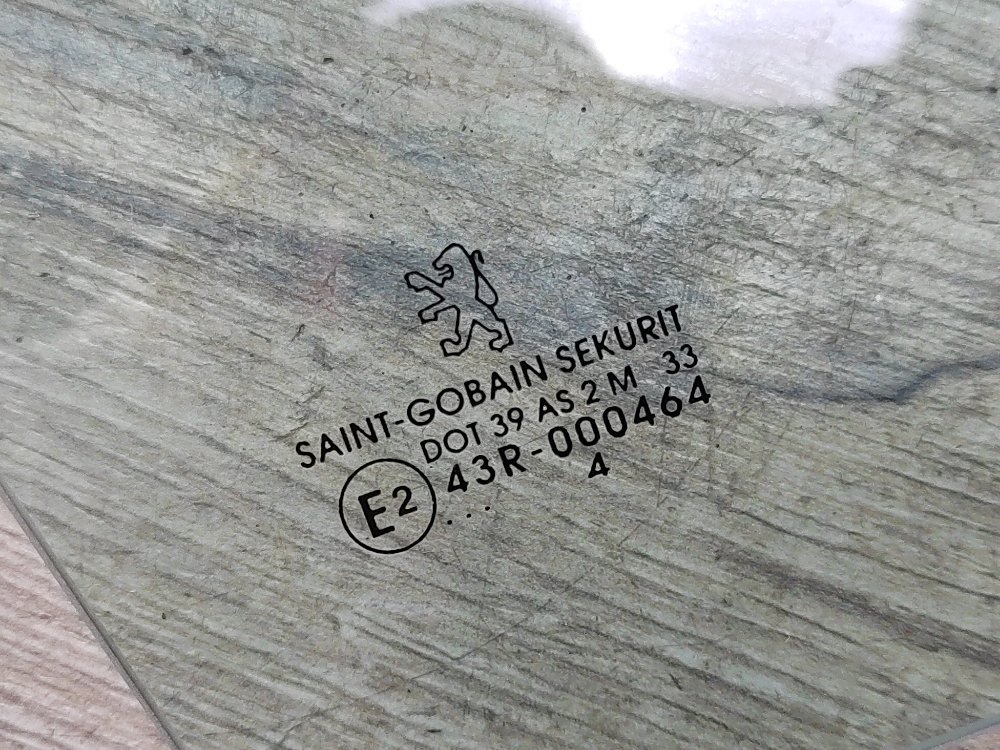 SAINT-GOBAIN SEKURIT
DOT 39 AS 2 M 33
E2 43R-000464
... 4